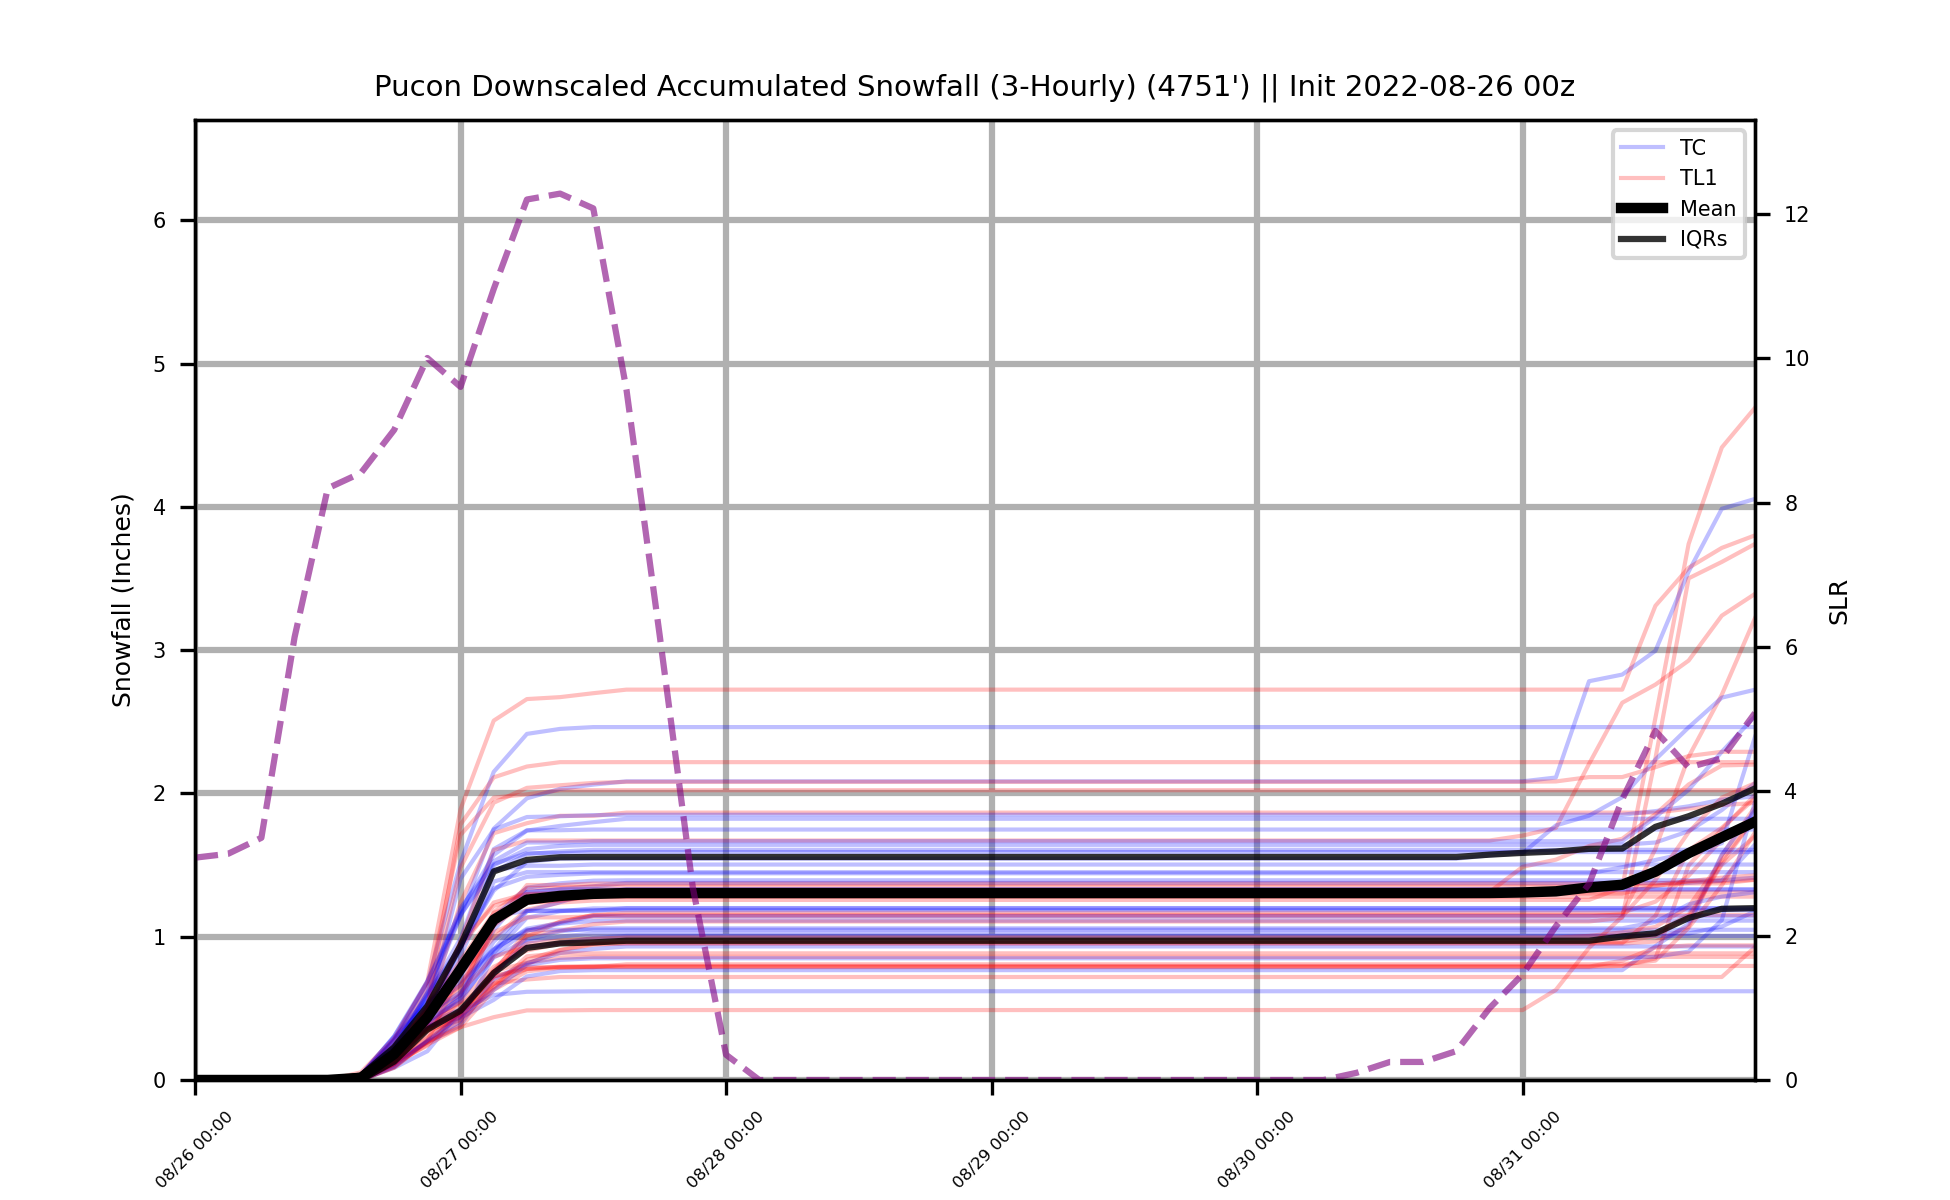 Pucon Downscaled Accumulated Snowfall (3-Hourly) (4751') || Init 2022-08-26 00z
TC
TL1
Mean
IQRs
Snowfall (Inches)
6
5
4
3
2
1
0
12
10
8
6
4
2
0
SLR
08/26 00:00
08/27 00:00
08/28 00:00
08/29 00:00
08/30 00:00
08/31 00:00